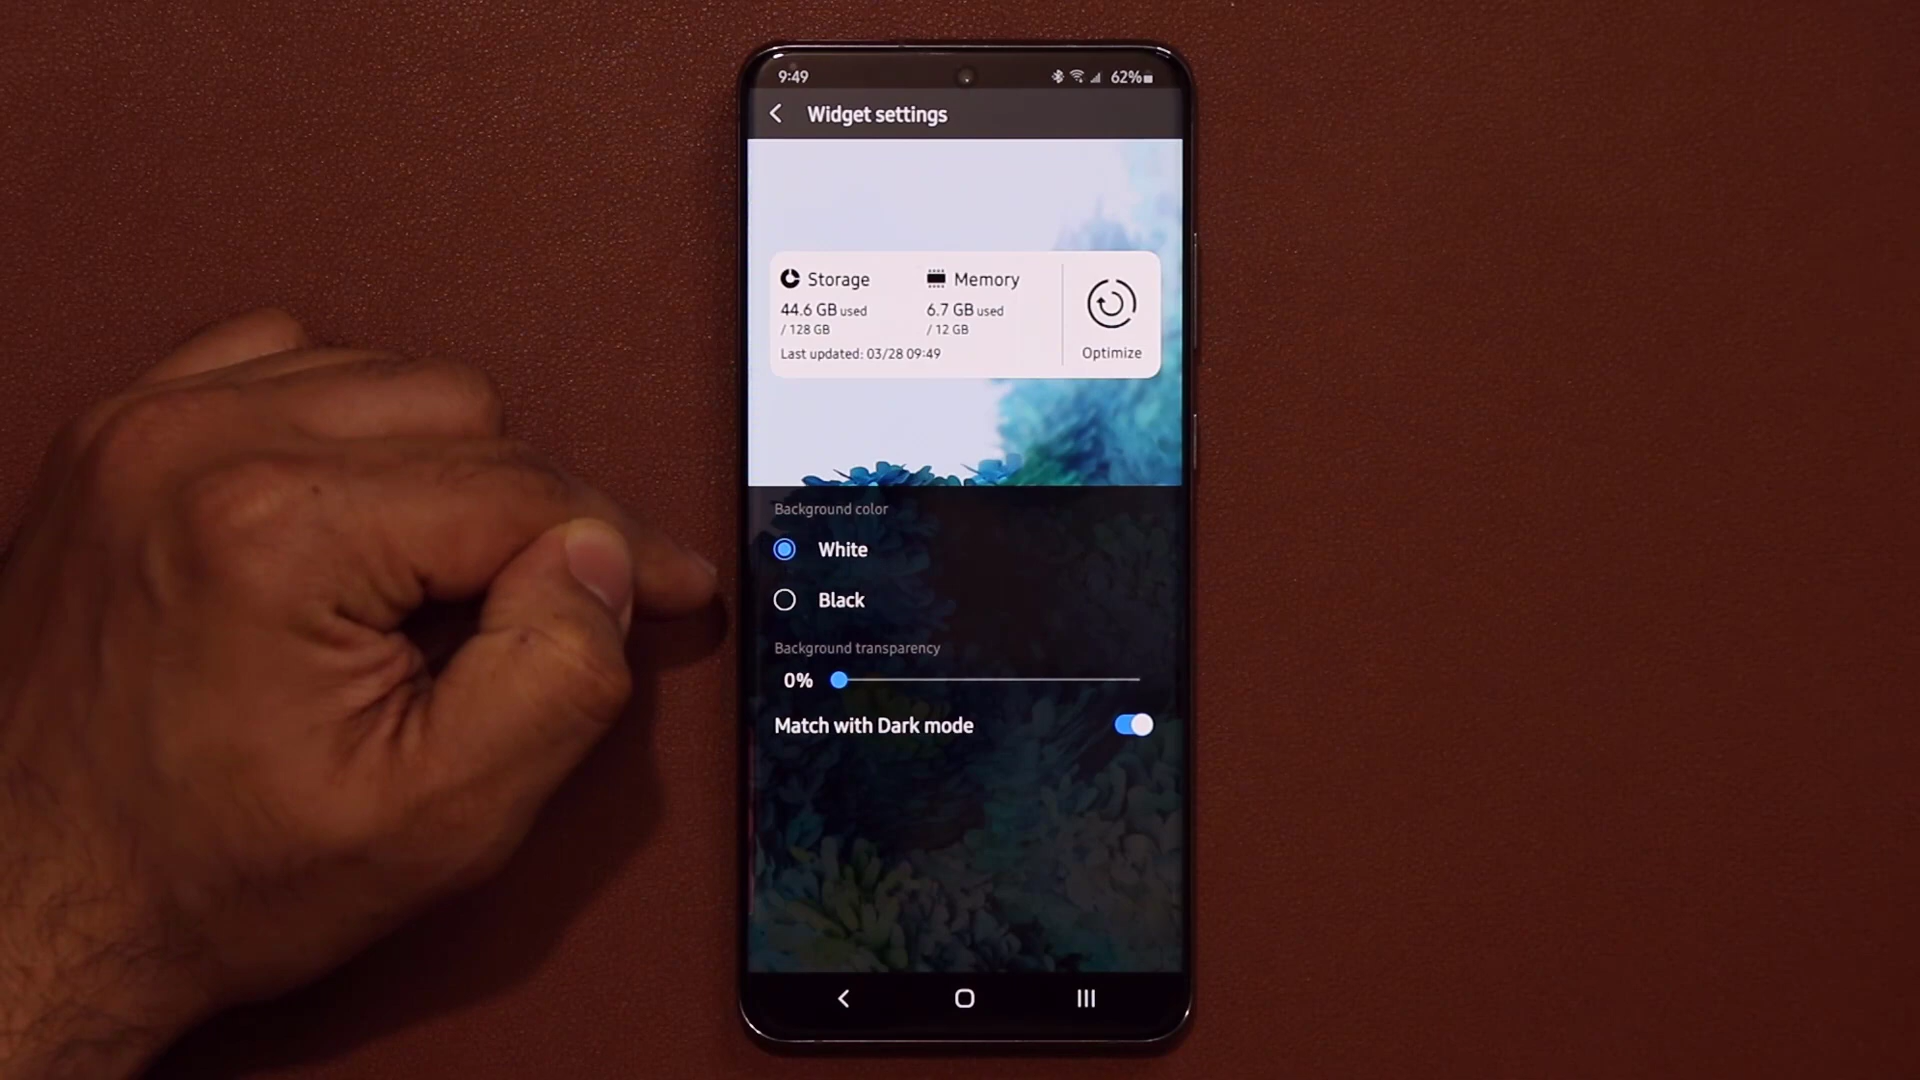 9:49
62%
Widget settings
Storage
44.6 GB used
/ 128 GB
Memory
6.7 GB used
/ 12 GB
Last updated: 03/28 09:49
Optimize
Background color
White
Black
Background transparency
0%
Match with Dark mode